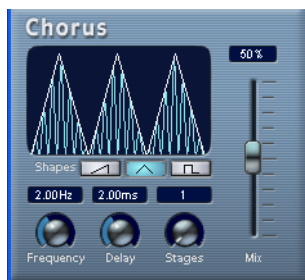 Chorus
50%
Shapes
2.00Hz 2.00ms 1
Frequency Delay Stages Mix